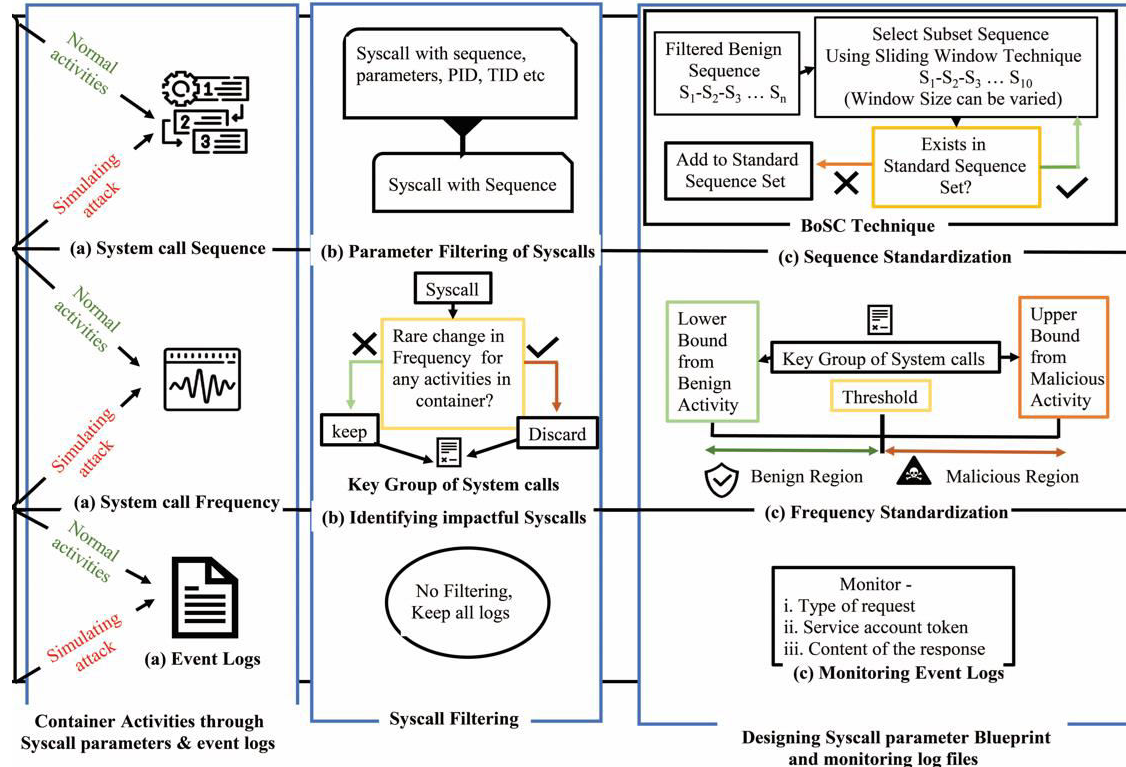 Normal
activities
1
2
3
Simulating
attack
(a) System call Sequence
Syscall with sequence,
parameters, PID, TID etc
Syscall with Sequence
(b) Parameter Filtering of Syscalls
Filtered Benign
Sequence
S1-S2-S3 … Sn
Select Subset Sequence
Using Sliding Window Technique
S1-S2-S3 … S10
(Window Size can be varied)
Add to Standard
Sequence Set
Exists in
Standard Sequence
Set?
BoSC Technique
(c) Sequence Standardization
Normal
activities
Simulating
attack
(a) System call Frequency
Syscall
Rare change in
Frequency for
any activities in
container?
keep
Discard
Key Group of System calls
(b) Identifying impactful Syscalls
Lower
Bound
from
Benign
Activity
Key Group of System calls
Threshold
Upper
Bound
from
Malicious
Activity
Benign Region
Malicious Region
(c) Frequency Standardization
Normal
activities
Simulating
attack
(a) Event Logs
No Filtering,
Keep all logs
Monitor -
i. Type of request
ii. Service account token
iii. Content of the response
(c) Monitoring Event Logs
Container Activities through
Syscall parameters & event logs
Syscall Filtering
Designing Syscall parameter Blueprint
and monitoring log files